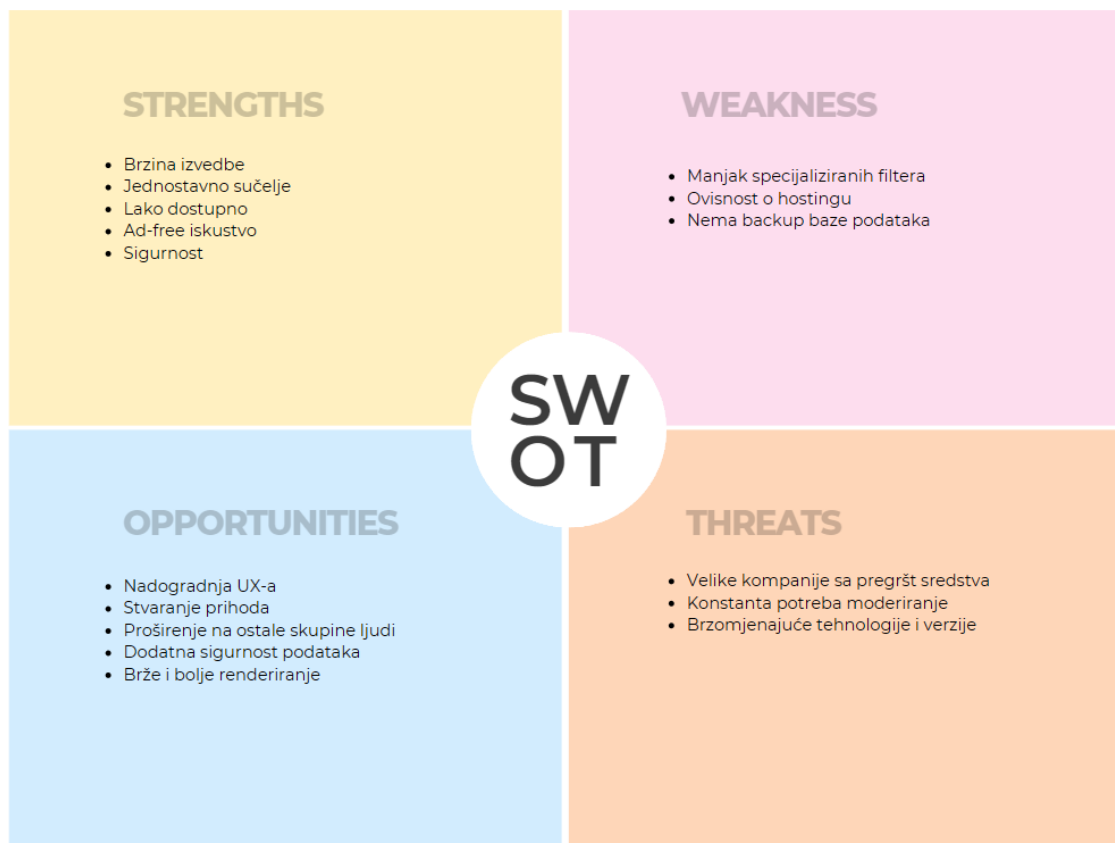 STRENGTHS
• Brzina izvedbe
• Jednostavno sučelje
• Lako dostupno
• Ad-free iskustvo
• Sigurnost
WEAKNESS
• Manjak specijaliziranih filtera
• Ovisnost o hostingu
• Nema backup baze podataka
SW
OT
OPPORTUNITIES
• Nadogradnja UX-a
• Stvaranje prihoda
• Proširenje na ostale skupine ljudi
• Dodatna sigurnost podataka
• Brže i bolje renderiranje
THREATS
• Velike kompanije sa pregršt sredstva
• Konstanta potreba moderiranje
• Brzomjenajuće tehnologije i verzije